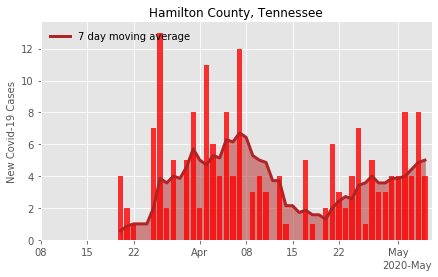 Hamilton County, Tennessee
7 day moving average
New Covid-19 Cases
12
10
8
6
4
2
0
08 15 22 Apr 08 15 22 May
2020-May